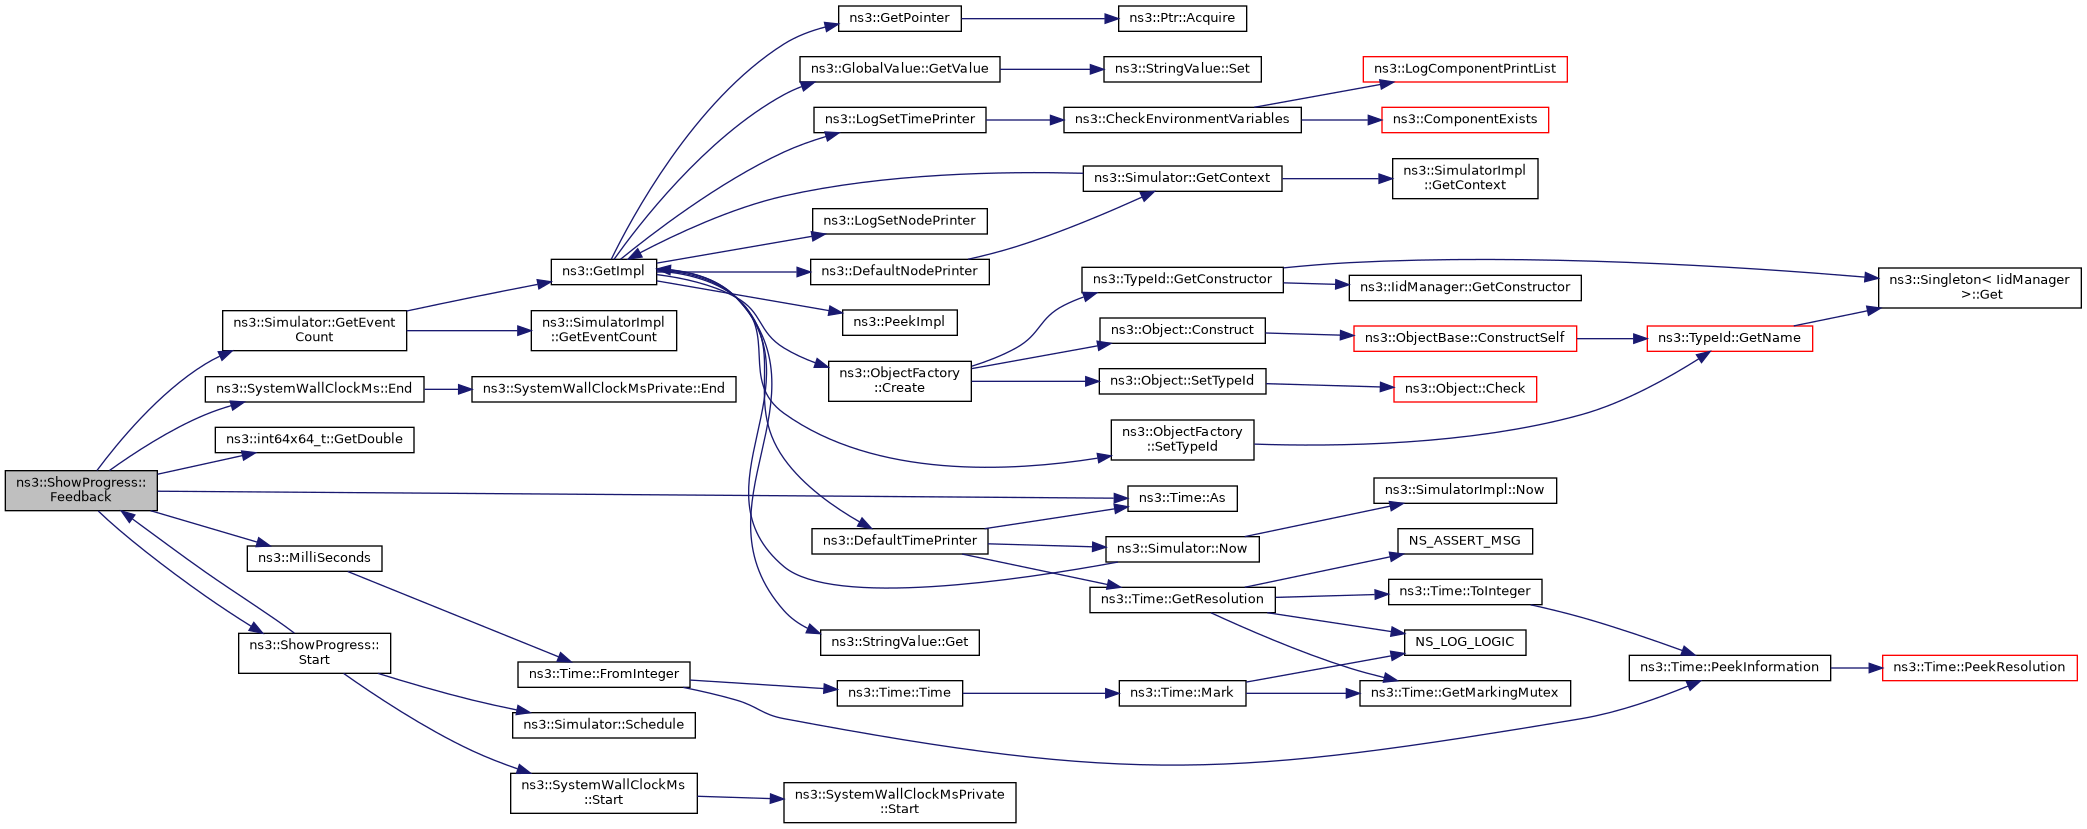 ns3::GetPointer
ns3::Ptr::Acquire
ns3::GlobalValue::GetValue
ns3::StringValue::Set
ns3::LogComponentPrintList
ns3::LogSetTimePrinter
ns3::CheckEnvironmentVariables
ns3::ComponentExists
ns3::Simulator::GetContext
ns3::SimulatorImpl
::GetContext
ns3::LogSetNodePrinter
ns3::GetImpl
ns3::DefaultNodePrinter
ns3::TypeId::GetConstructor
ns3::IidManager::GetConstructor
ns3::Singleton< IidManager
>::Get
ns3::Simulator::GetEvent
Count
ns3::SimulatorImpl
::GetEventCount
ns3::PeekImpl
ns3::Object::Construct
ns3::ObjectBase::ConstructSelf
ns3::TypeId::GetName
ns3::ObjectFactory
::Create
ns3::Object::SetTypeId
ns3::Object::Check
ns3::SystemWallClockMs::End
ns3::SystemWallClockMsPrivate::End
ns3::int64x64_t::GetDouble
ns3::ObjectFactory
::SetTypeId
ns3::ShowProgress::
Feedback
ns3::Time::As
ns3::SimulatorImpl::Now
ns3::DefaultTimePrinter
ns3::Simulator::Now
NS_ASSERT_MSG
ns3::MilliSeconds
ns3::Time::GetResolution
ns3::Time::ToInteger
ns3::ShowProgress::
Start
ns3::StringValue::Get
NS_LOG_LOGIC
ns3::Time::FromInteger
ns3::Time::Time
ns3::Time::Mark
ns3::Time::GetMarkingMutex
ns3::Time::PeekInformation
ns3::Time::PeekResolution
ns3::Simulator::Schedule
ns3::SystemWallClockMs
::Start
ns3::SystemWallClockMsPrivate
::Start